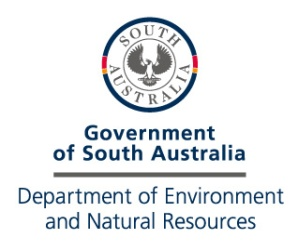 SOUTH
AUSTRALIA
Government
of South Australia
Department of Environment
and Natural Resources